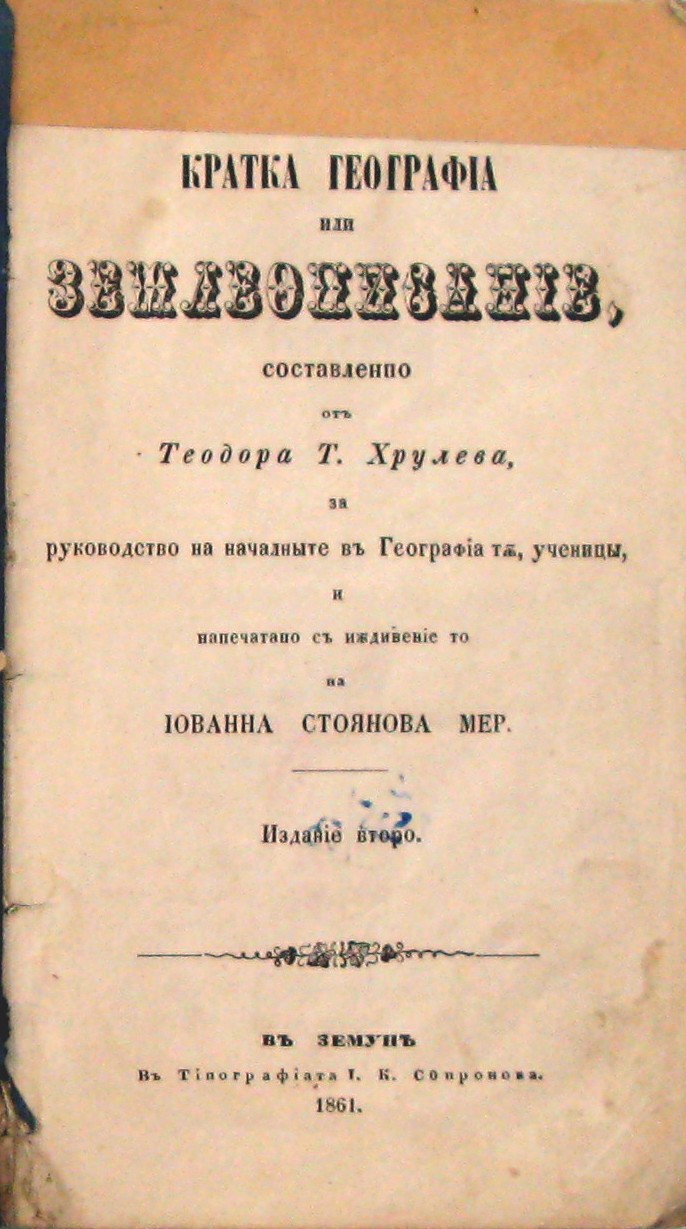 КРАТКА ГЕОГРАФІА
или
ЗЕМЛЕОПИСАНІЕ,
составленно
отъ
Теодора Т. Хрулева,
за
руководство на началныте въ Географіа тѫ, ученицы,
и
напечатано съ иждивеніе то
на
ІОВАННА СТОЯНОВА МЕР.
Изданіе второ.
ВЪ ЗЕМУНЪ
Въ Тіпографіата І. К. Сопронова.
1861.